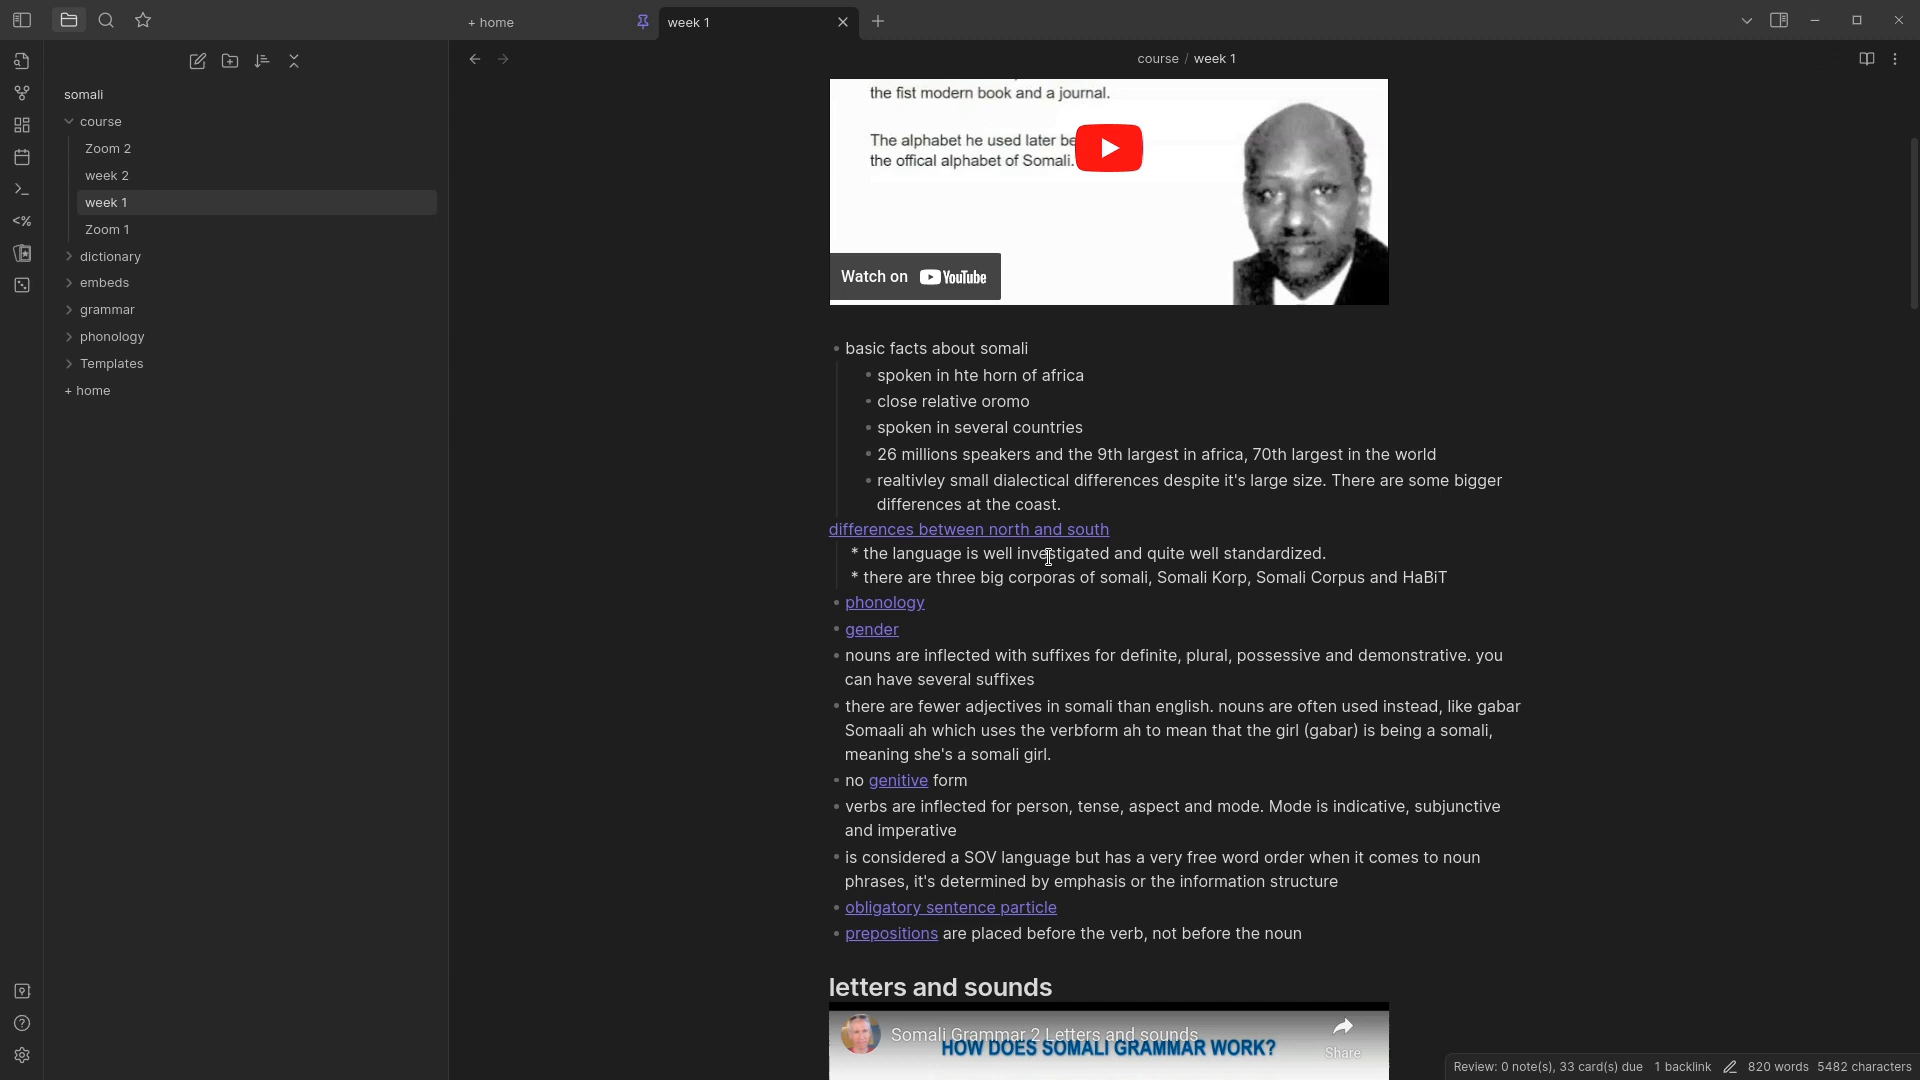 + home
week 1
course / week 1
somali
course
Zoom 2
week 2
week 1
Zoom 1
dictionary
embeds
grammar
phonology
Templates
+ home
the fist modern book and a journal.
The alphabet he used later be
the offical alphabet of Somali.
Watch on YouTube
basic facts about somali
spoken in hte horn of africa
close relative oromo
spoken in several countries
26 millions speakers and the 9th largest in africa, 70th largest in the world
realtivley small dialectical differences despite it's large size. There are some bigger
differences at the coast.
differences between north and south
* the language is well investigated and quite well standardized.
* there are three big corporas of somali, Somali Korp, Somali Corpus and HaBiT
phonology
gender
nouns are inflected with suffixes for definite, plural, possessive and demonstrative. you
can have several suffixes
there are fewer adjectives in somali than english. nouns are often used instead, like gabar
Somaali ah which uses the verbform ah to mean that the girl (gabar) is being a somali,
meaning she's a somali girl.
no genitive form
verbs are inflected for person, tense, aspect and mode. Mode is indicative, subjunctive
and imperative
is considered a SOV language but has a very free word order when it comes to noun
phrases, it's determined by emphasis or the information structure
obligatory sentence particle
prepositions are placed before the verb, not before the noun
letters and sounds
Somali Grammar 2 Letters and sounds
HOW DOES SOMALI GRAMMAR WORK?
Share
Review: 0 note(s), 33 card(s) due 1 backlink 820 words 5482 characters